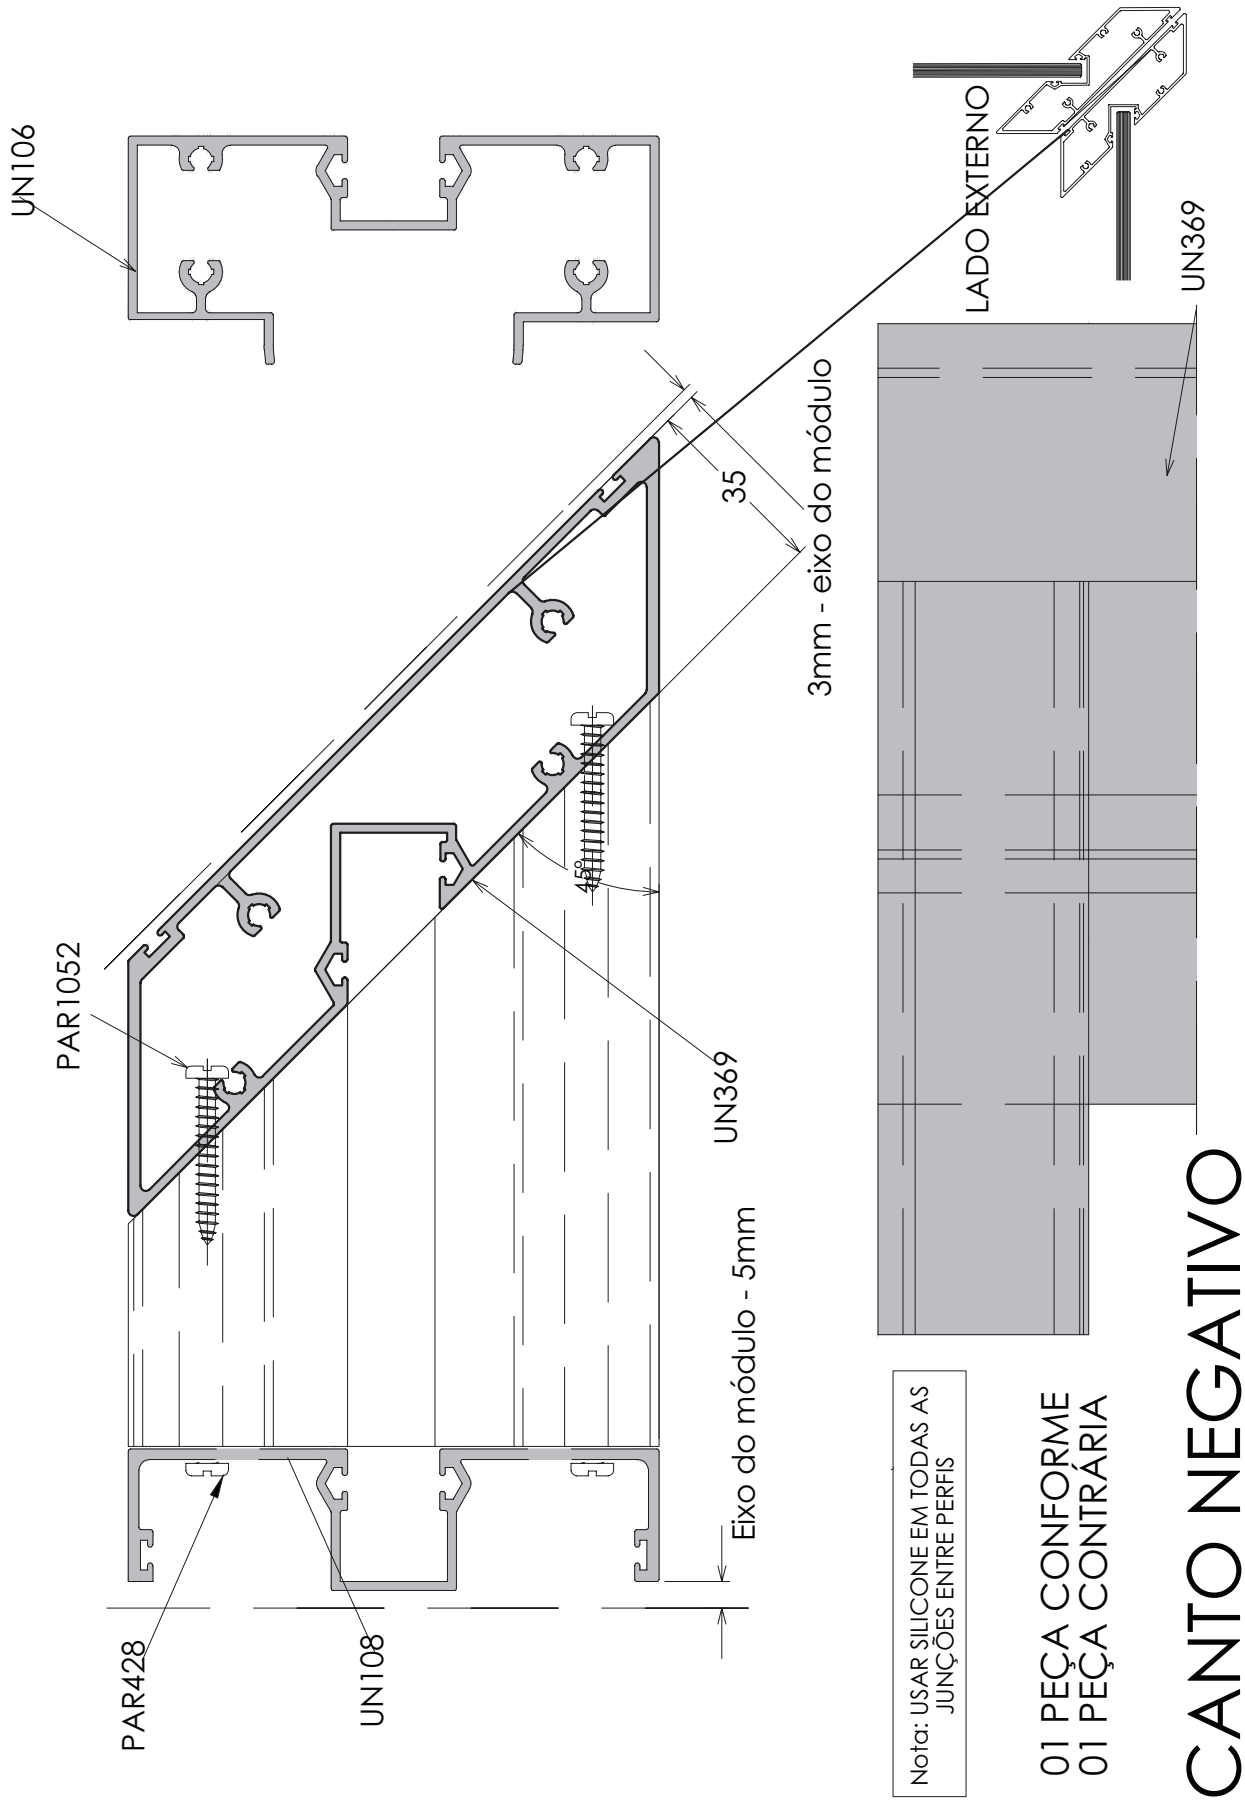 UN106
PAR1052
35
3mm - eixo do módulo
LADO EXTERNO
UN369
45°
UN369
Eixo do módulo - 5mm
PAR428
UN108
Nota: USAR SILICONE EM TODAS AS
JUNÇÕES ENTRE PERFIS
01 PEÇA CONFORME
01 PEÇA CONTRÁRIA
CANTO NEGATIVO